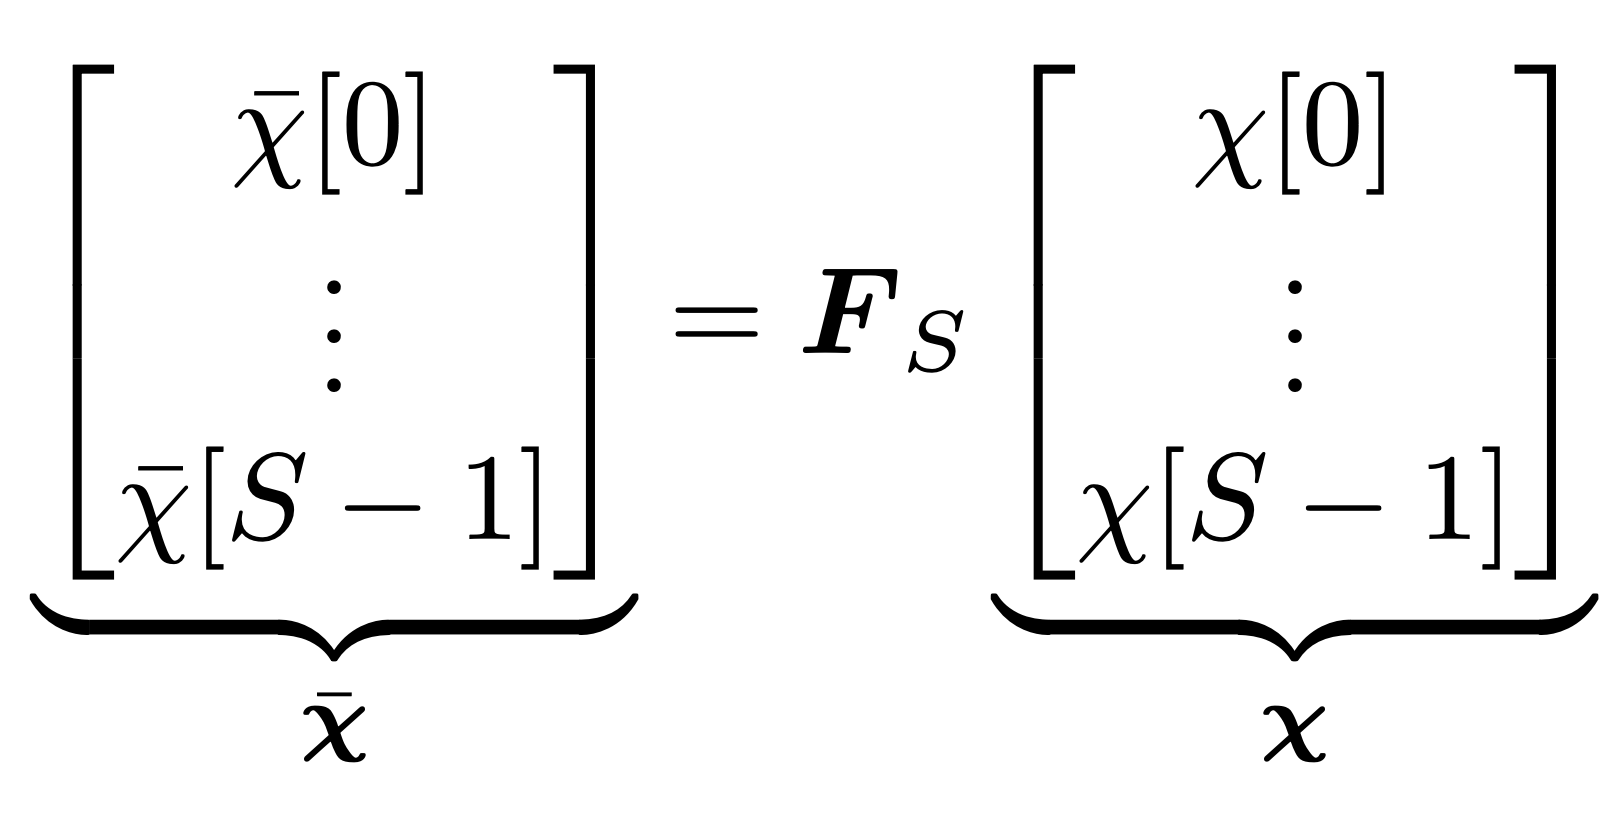 χ̄[0] χ[0]
⋮ = 𝑭_S ⋮
χ̄[S − 1] χ[S − 1]
𝛘̄ 𝛘